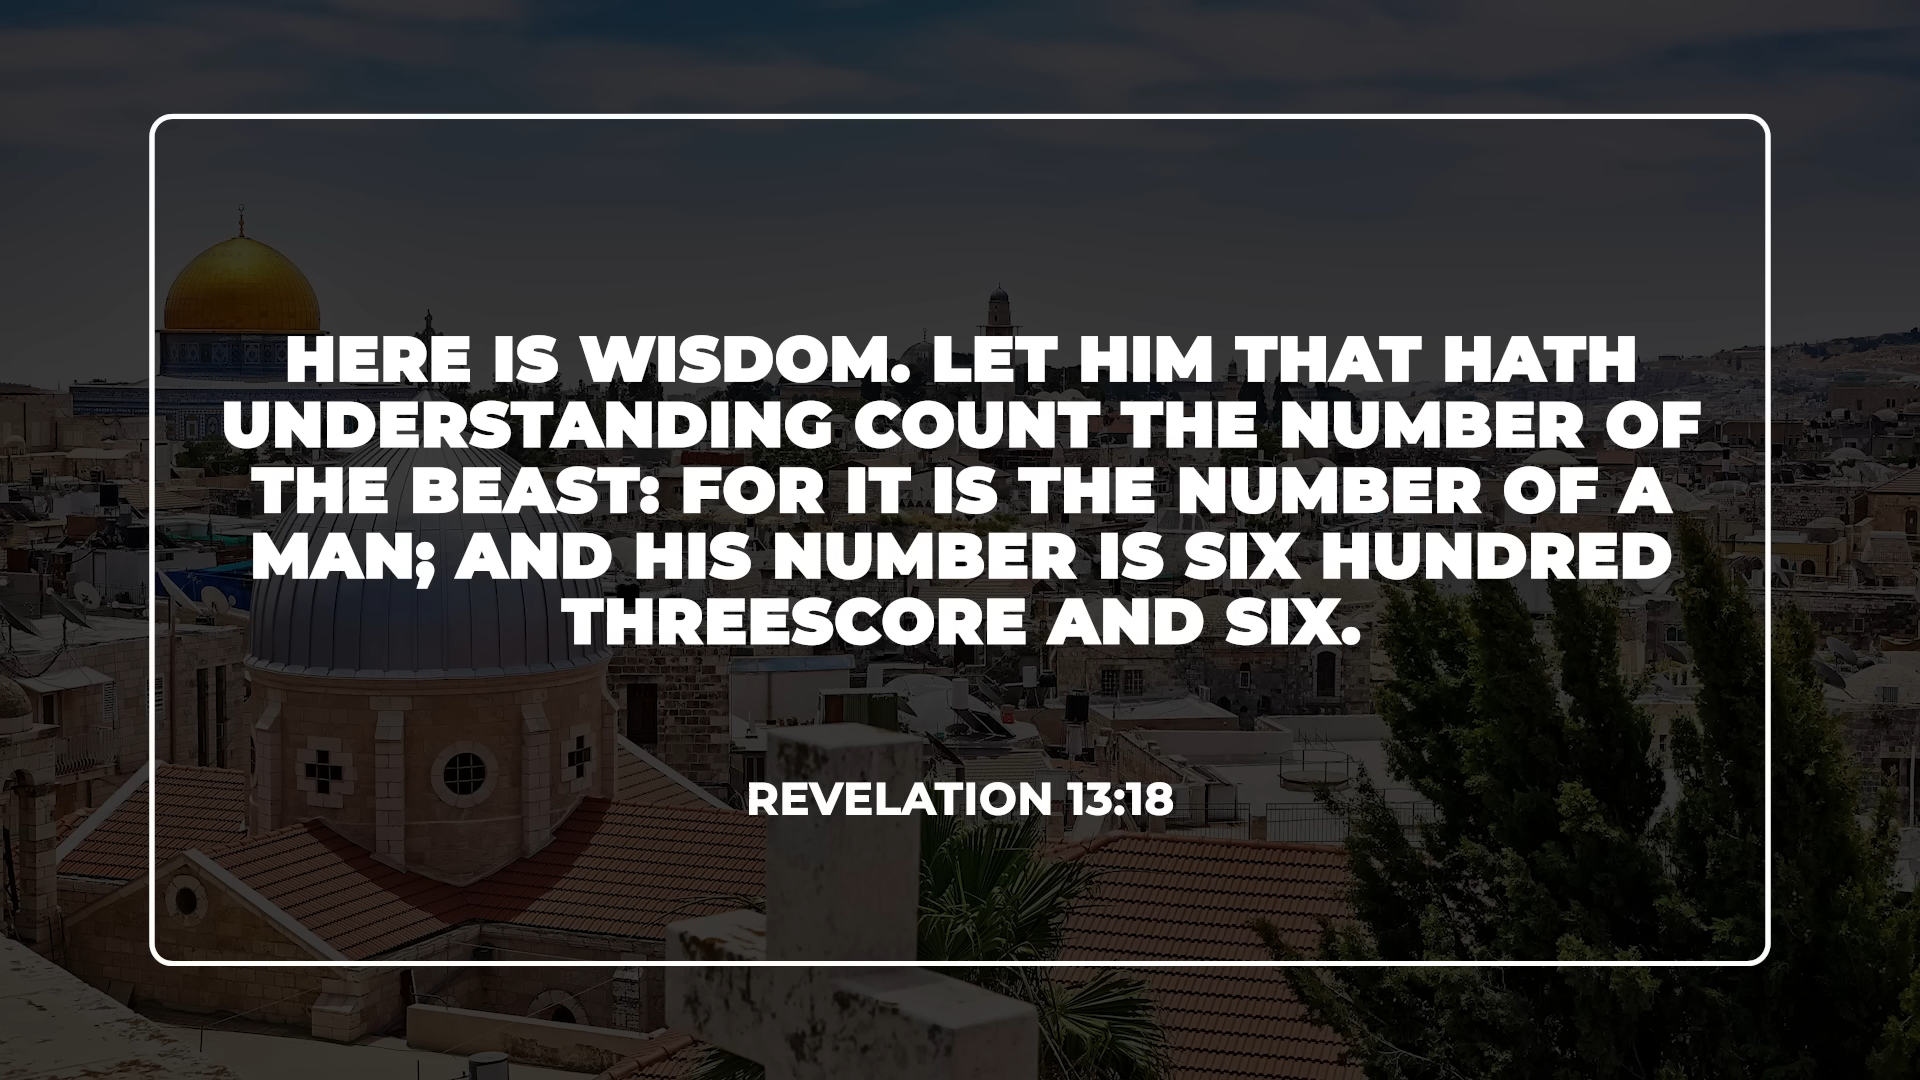 HERE IS WISDOM. LET HIM THAT HATH
UNDERSTANDING COUNT THE NUMBER OF
THE BEAST: FOR IT IS THE NUMBER OF A
MAN; AND HIS NUMBER IS SIX HUNDRED
THREESCORE AND SIX.
REVELATION 13:18